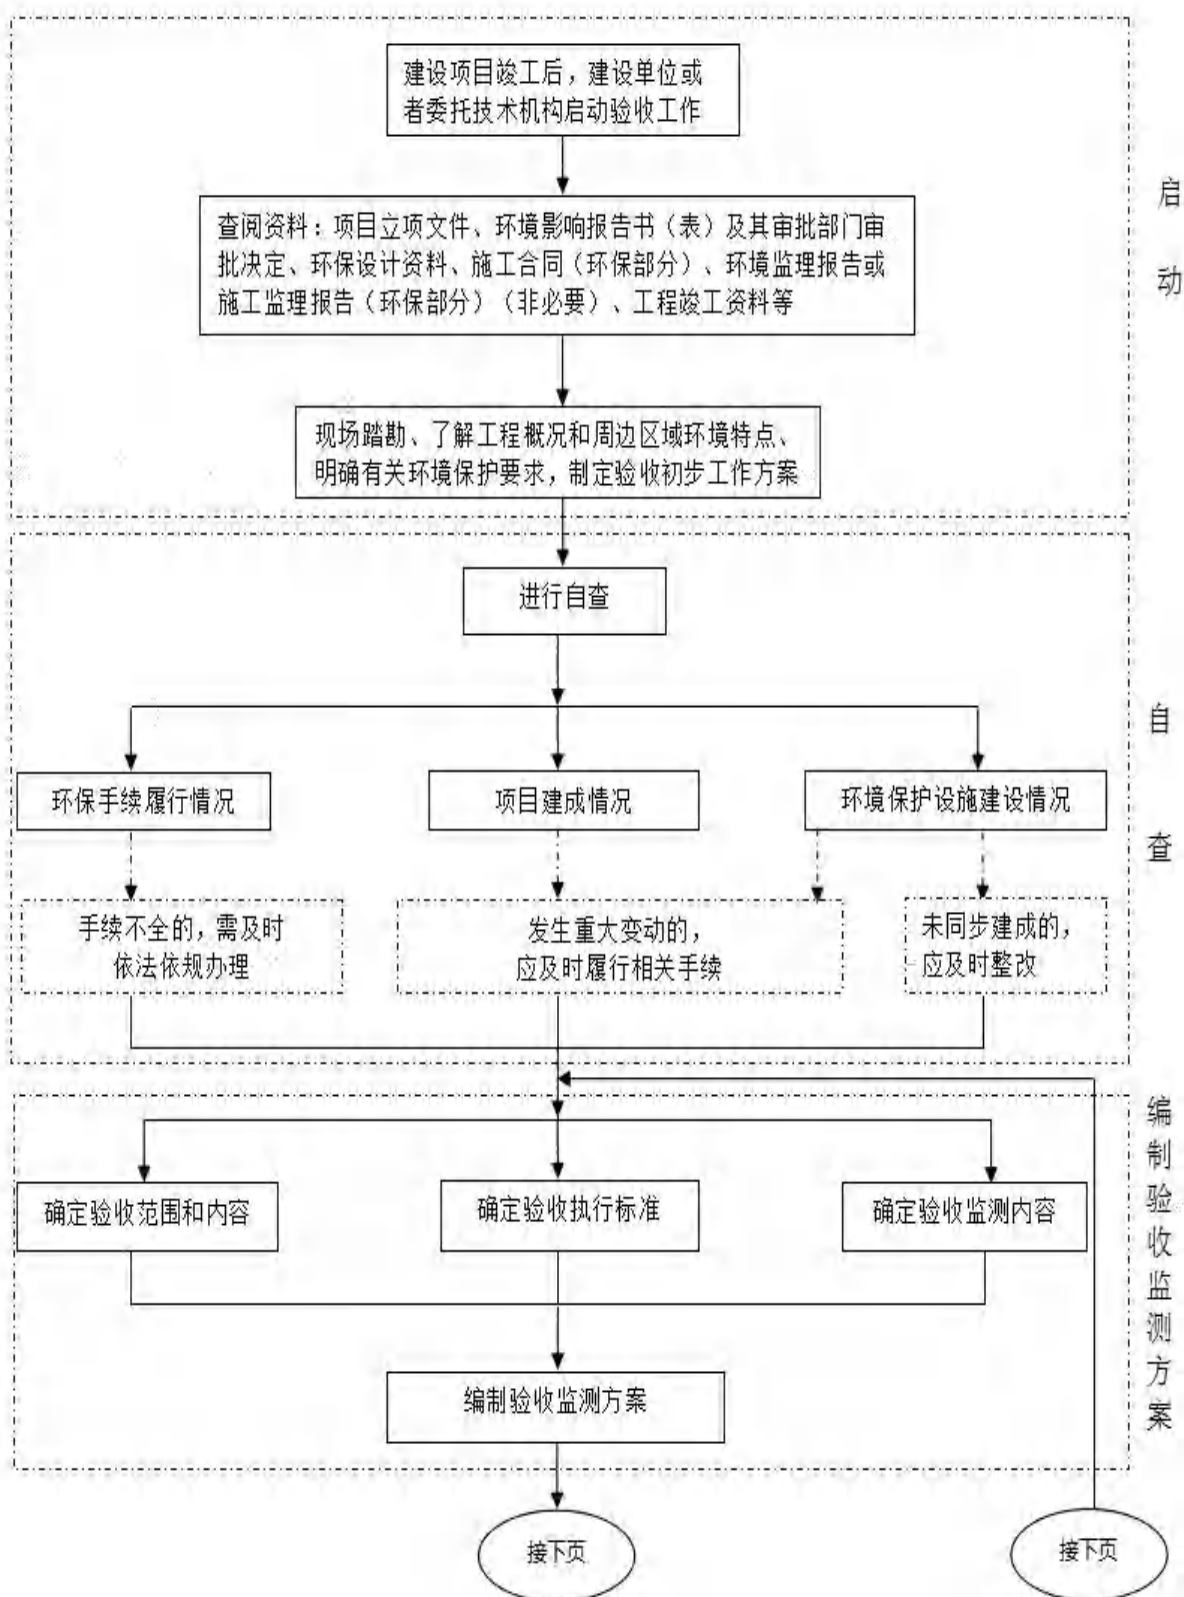 建设项目竣工后，建设单位或
者委托技术机构启动验收工作
启
动
查阅资料：项目立项文件、环境影响报告书（表）及其审批部门审
批决定、环保设计资料、施工合同（环保部分）、环境监理报告或
施工监理报告（环保部分）（非必要）、工程竣工资料等
现场踏勘、了解工程概况和周边区域环境特点、
明确有关环境保护要求，制定验收初步工作方案
进行自查
自
查
环保手续履行情况
项目建成情况
环境保护设施建设情况
手续不全的，需及时
依法依规办理
发生重大变动的，
应及时履行相关手续
未同步建成的，
应及时整改
编
制
验
收
监
测
方
案
确定验收范围和内容
确定验收执行标准
确定验收监测内容
编制验收监测方案
接下页
接下页